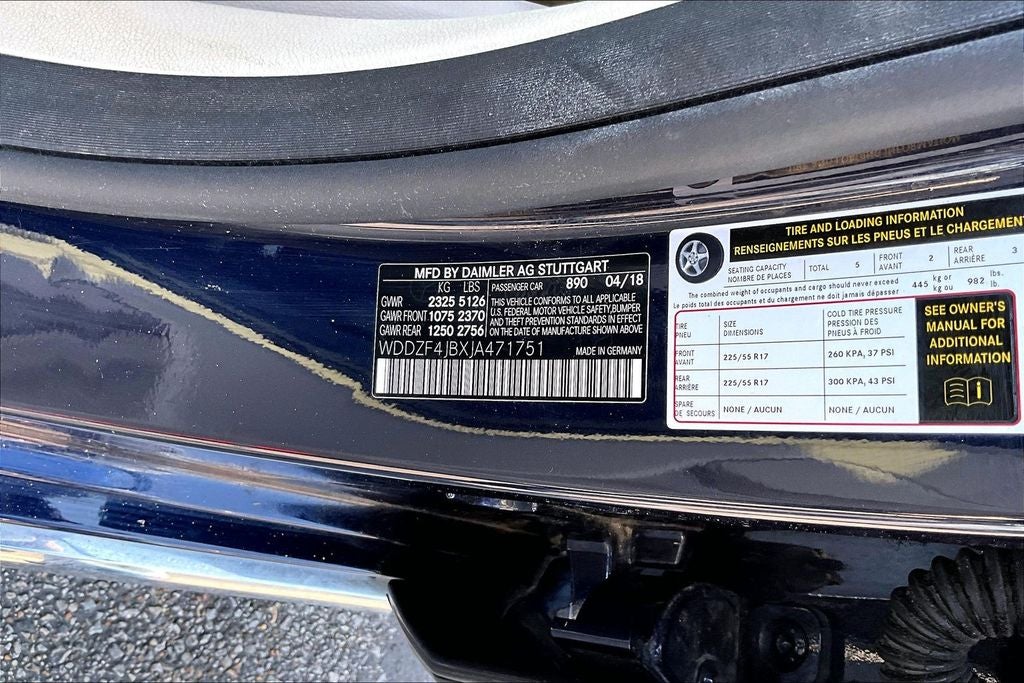 MFD BY DAIMLER AG STUTTGART
KG LBS PASSENGER CAR 890 04/18
GVWR 2325 5126
GAWR FRONT 1075 2370
GAWR REAR 1250 2756
THIS VEHICLE CONFORMS TO ALL APPLICABLE
U.S. FEDERAL MOTOR VEHICLE SAFETY,BUMPER
AND THEFT PREVENTION STANDARDS IN EFFECT
ON THE DATE OF MANUFACTURE SHOWN ABOVE
WDDZF4JBXJA471751 MADE IN GERMANY
TIRE AND LOADING INFORMATION
RENSEIGNEMENTS SUR LES PNEUS ET LE CHARGEMENT
SEATING CAPACITY
NOMBRE DE PLACES
TOTAL 5
FRONT
AVANT
2
REAR
ARRIÈRE
3
The combined weight of occupants and cargo should never exceed
Le poids total des occupants et du chargement ne doit jamais dépasser
445 kg or
kg ou
982 lbs.
lb.
TIRE
PNEU
SIZE
DIMENSIONS
COLD TIRE PRESSURE
PRESSION DES
PNEUS À FROID
FRONT
AVANT
225/55 R17
260 KPA, 37 PSI
REAR
ARRIÈRE
225/55 R17
300 KPA, 43 PSI
SPARE
DE SECOURS
NONE / AUCUN
NONE / AUCUN
SEE OWNER'S
MANUAL FOR
ADDITIONAL
INFORMATION